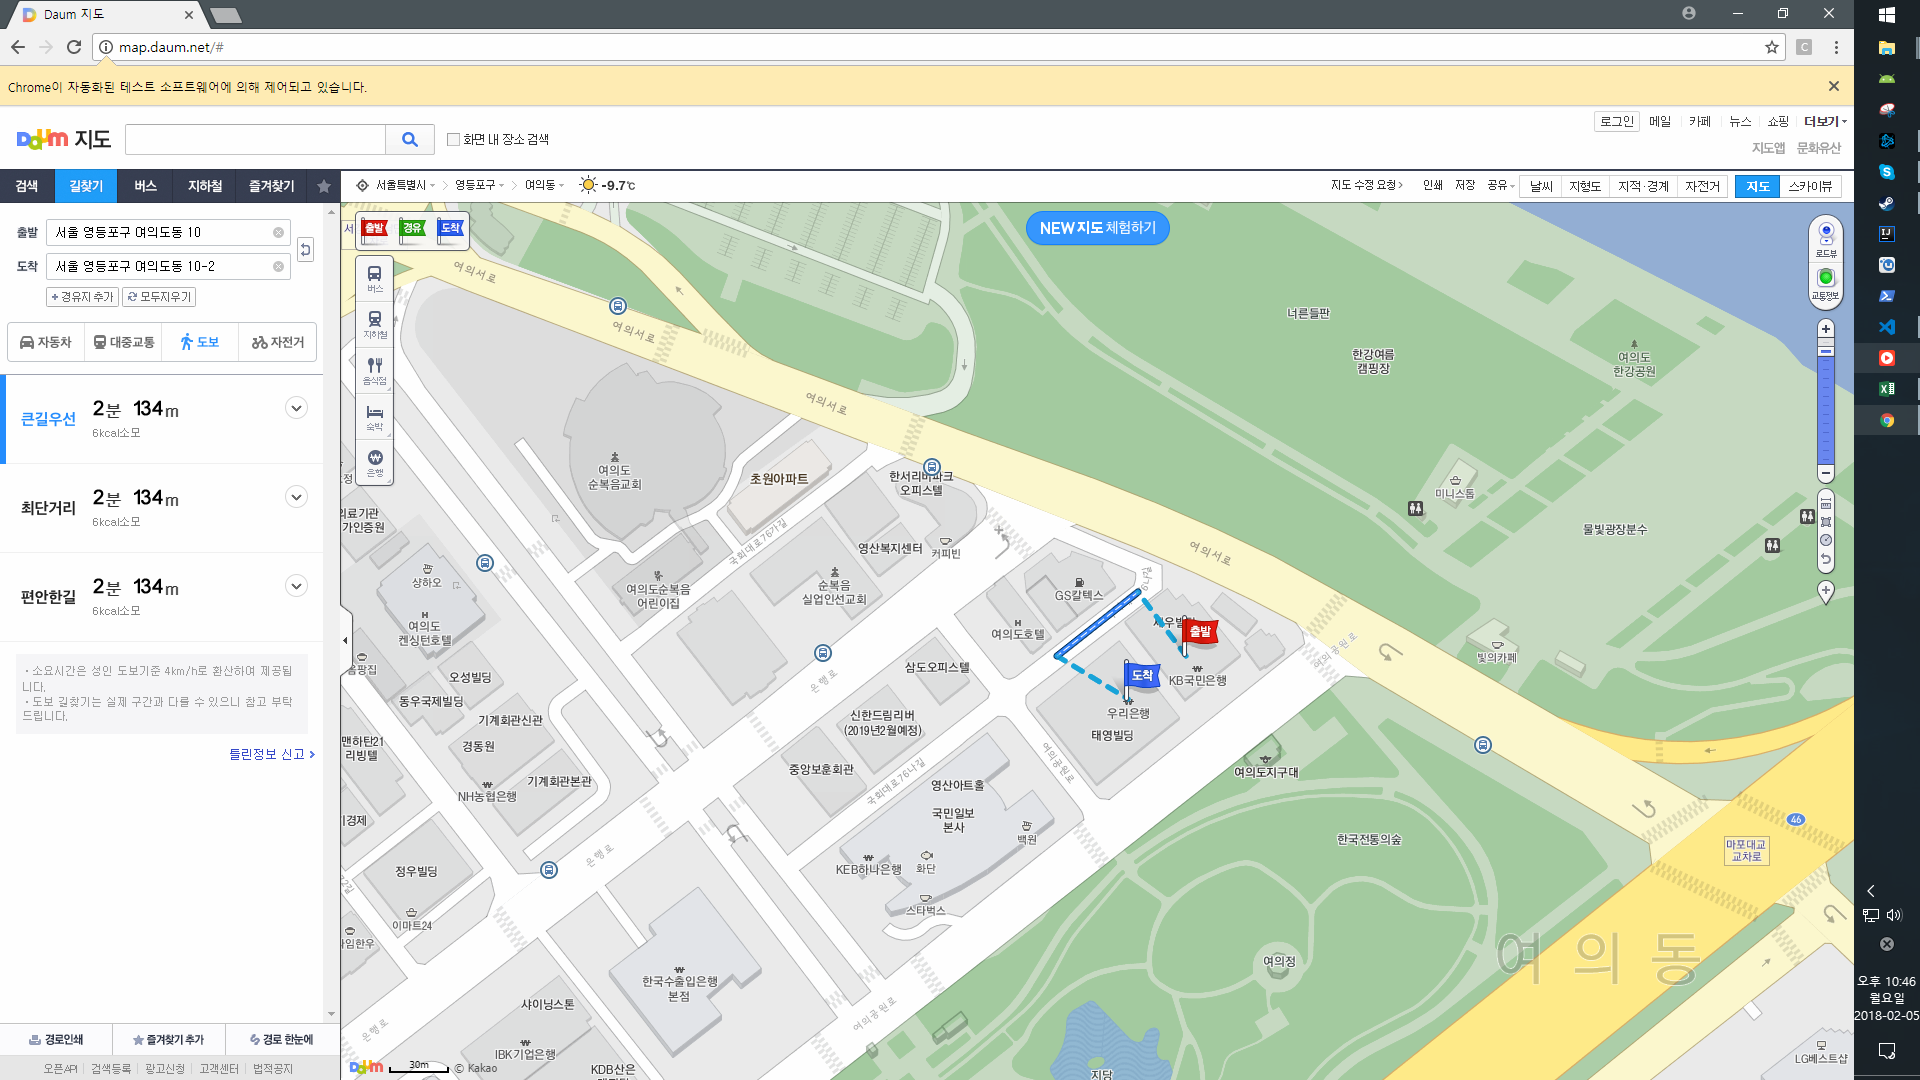 Daum 지도
map.daum.net/#
Chrome이 자동화된 테스트 소프트웨어에 의해 제어되고 있습니다.
로그인 메일 카페 뉴스 쇼핑 더보기
Daum 지도
화면 내 장소 검색
지도앱 문화유산
검색 길찾기 버스 지하철 즐겨찾기
서울특별시 영등포구 여의동 -9.7℃
지도 수정 요청 인쇄 저장 공유 날씨 지형도 지적·경계 자전거 지도 스카이뷰
출발 서울 영등포구 여의도동 10
도착 서울 영등포구 여의도동 10-2
+ 경유지 추가 모두지우기
자동차 대중교통 도보 자전거
큰길우선 2분 134m
6kcal소모
최단거리 2분 134m
6kcal소모
편안한길 2분 134m
6kcal소모
· 소요시간은 성인 도보기준 4km/h로 환산하여 제공됩
니다.
· 도보 길찾기는 실제 구간과 다를 수 있으니 참고 부탁
드립니다.
틀린정보 신고
경로인쇄 즐겨찾기 추가 경로 한눈에
오픈API 검색등록 광고신청 고객센터 법적공지
출발 경유 도착
버스
지하철
음식점
숙박
은행
NEW지도 체험하기
로드뷰
교통정보
여의서로
여의서로
여의서로
여의서로
너른들판
한강여름
캠핑장
여의도
한강공원
미니스톱
물빛광장분수
빛의카페
여의도
순복음교회
초원아파트
한서리버파크
오피스텔
국회대로76가길
영산복지센터
커피빈
의료기관
가인증원
샹하오
여의도
켄싱턴호텔
여의도순복음
어린이집
순복음
실업인선교회
GS칼텍스
여의도호텔
출발
도착
KB국민은행
우리은행
태영빌딩
여의공원로
여의공원로
여의공원로
삼도오피스텔
은행로
은행로
은행로
오성빌딩
동우국제빌딩
기계회관신관
경동원
기계회관본관
NH농협은행
맨하탄21
리빙텔
신한드림리버
(2019년2월예정)
중앙보훈회관
국회대로76나길
영산아트홀
국민일보
본사
백원
KEB하나은행
화단
스타벅스
여의도지구대
한국전통의숲
46
마포대교
교차로
정우빌딩
이마트24
한국수출입은행
본점
샤이닝스톤
IBK기업은행
KDB산은
여의정
여의동
지당
LG베스트샵
Daum 30m © Kakao
오후 10:46
월요일
2018-02-05